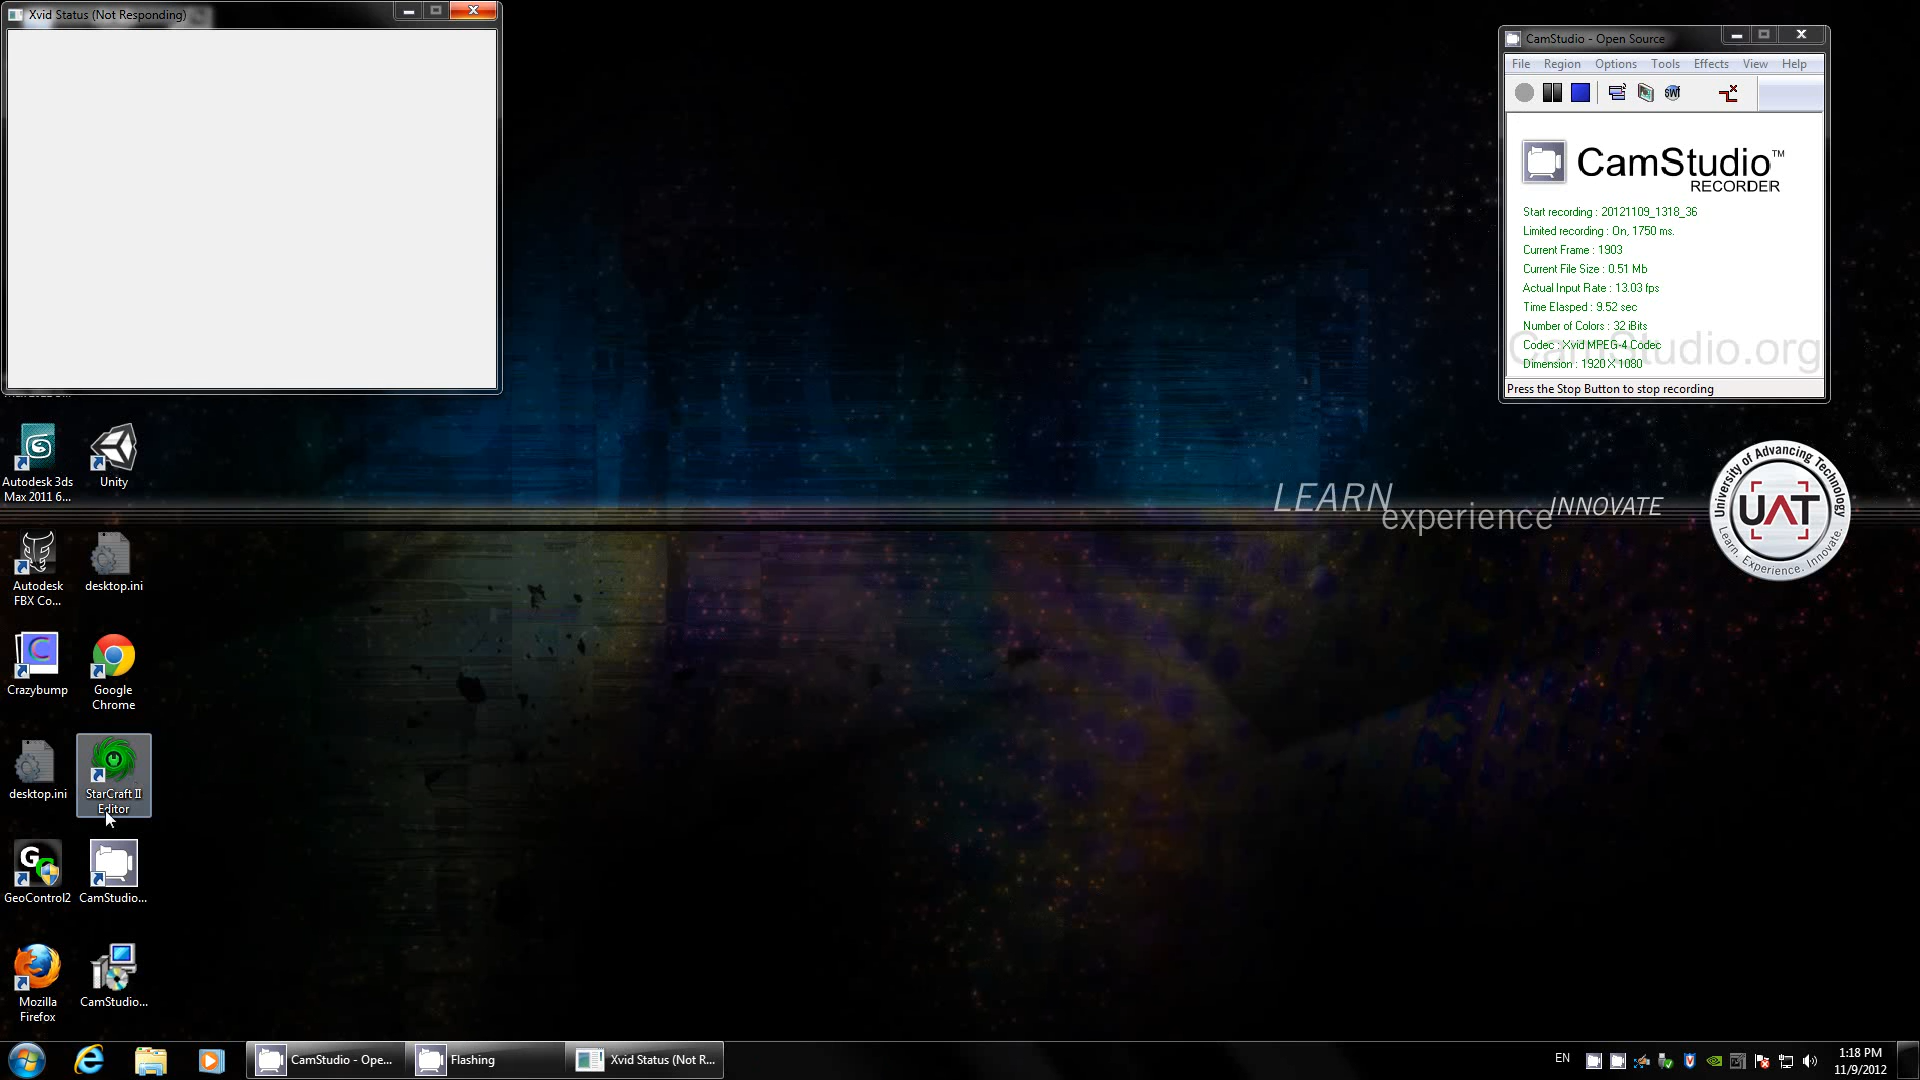 Xvid Status (Not Responding)
CamStudio - Open Source
File Region Options Tools Effects View Help
SWF
CamStudio™
RECORDER
Start recording : 20121109_1318_36
Limited recording : On, 1750 ms.
Current Frame : 1903
Current File Size : 0.51 Mb
Actual Input Rate : 13.03 fps
Time Elasped : 9.52 sec
Number of Colors : 32 iBits
Codec : Xvid MPEG-4 Codec
CamStudio.org
Dimension : 1920 X 1080
Press the Stop Button to stop recording
Autodesk 3ds
Max 2011 6...
Unity
LEARN
experience
INNOVATE
University of Advancing Technology
UAT
Learn. Experience. Innovate.
Autodesk
FBX Co...
desktop.ini
Crazybump
Google
Chrome
desktop.ini
StarCraft II
Editor
GeoControl2
CamStudio...
Mozilla
Firefox
CamStudio...
CamStudio - Ope...
Flashing
Xvid Status (Not R...
EN
1:18 PM
11/9/2012